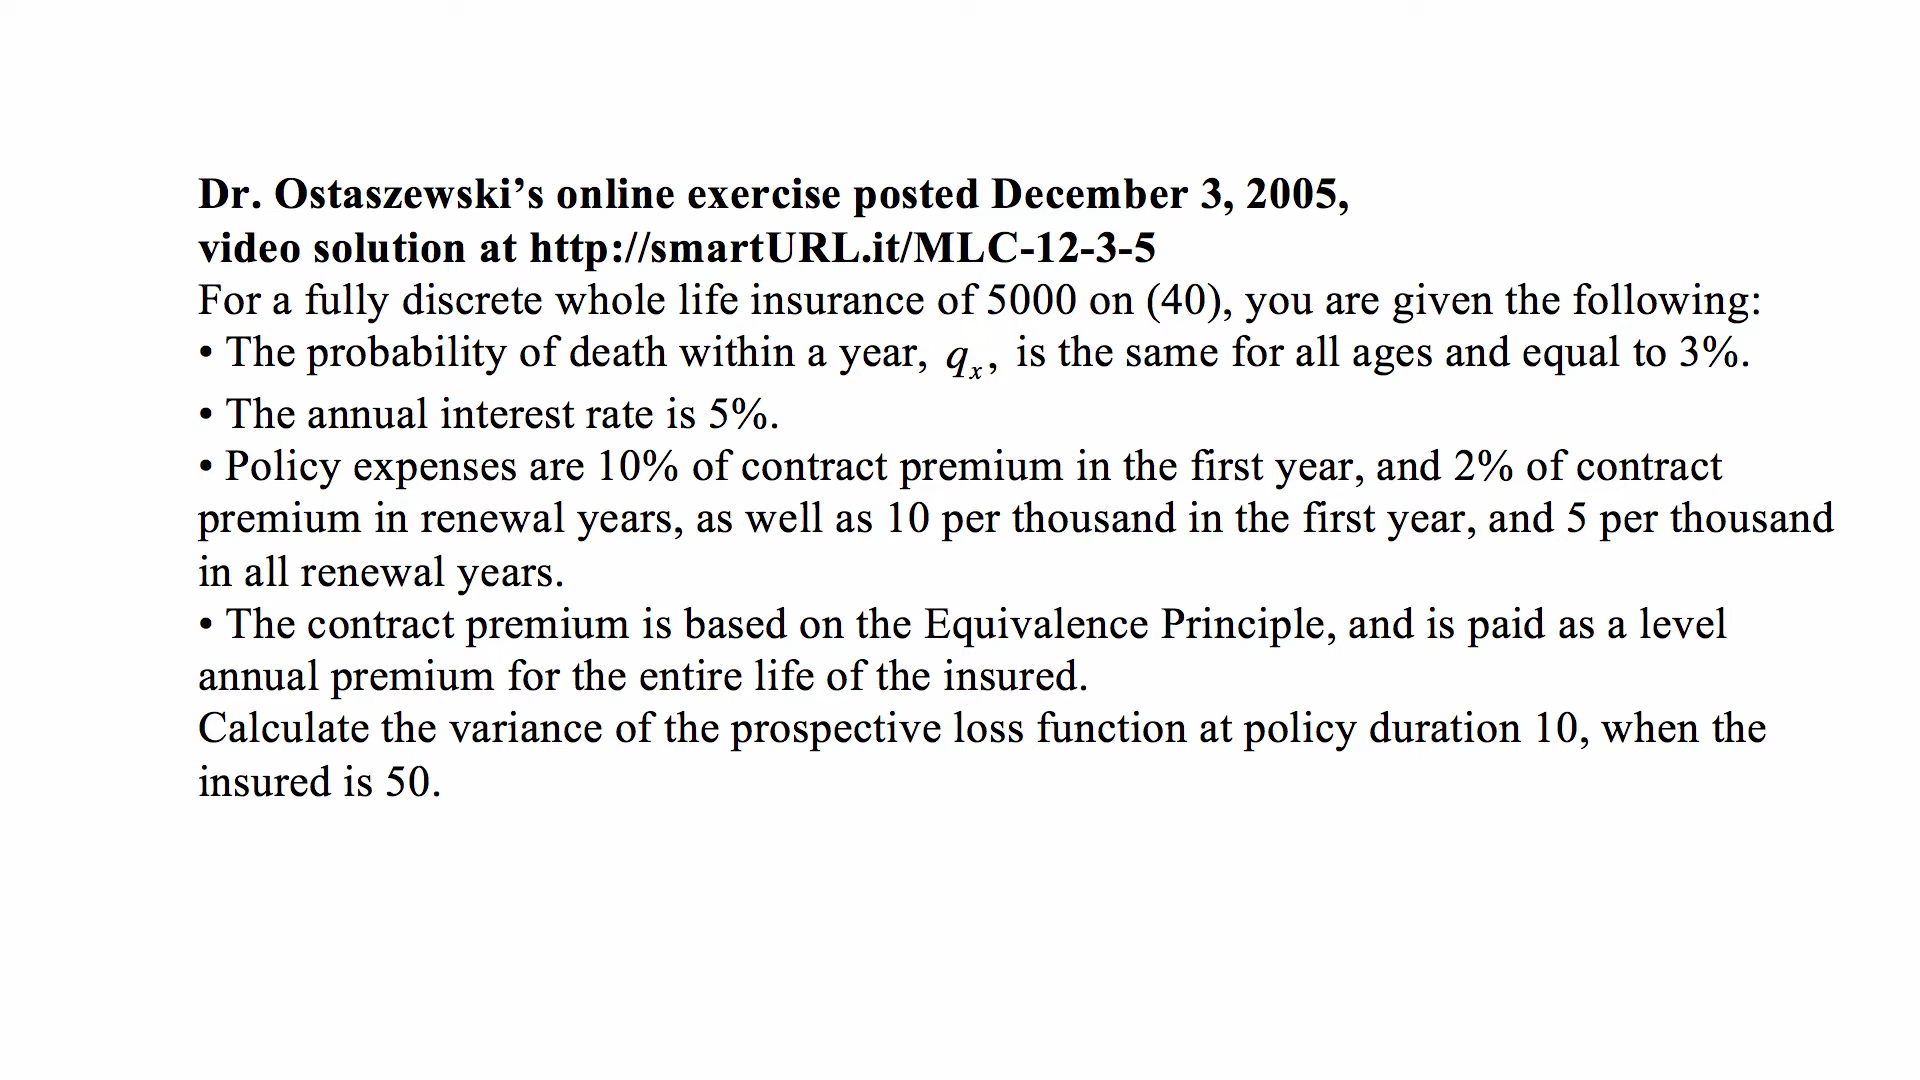 Dr. Ostaszewski’s online exercise posted December 3, 2005,
video solution at http://smartURL.it/MLC-12-3-5
For a fully discrete whole life insurance of 5000 on (40), you are given the following:
• The probability of death within a year, qₓ, is the same for all ages and equal to 3%.
• The annual interest rate is 5%.
• Policy expenses are 10% of contract premium in the first year, and 2% of contract
premium in renewal years, as well as 10 per thousand in the first year, and 5 per thousand
in all renewal years.
• The contract premium is based on the Equivalence Principle, and is paid as a level
annual premium for the entire life of the insured.
Calculate the variance of the prospective loss function at policy duration 10, when the
insured is 50.